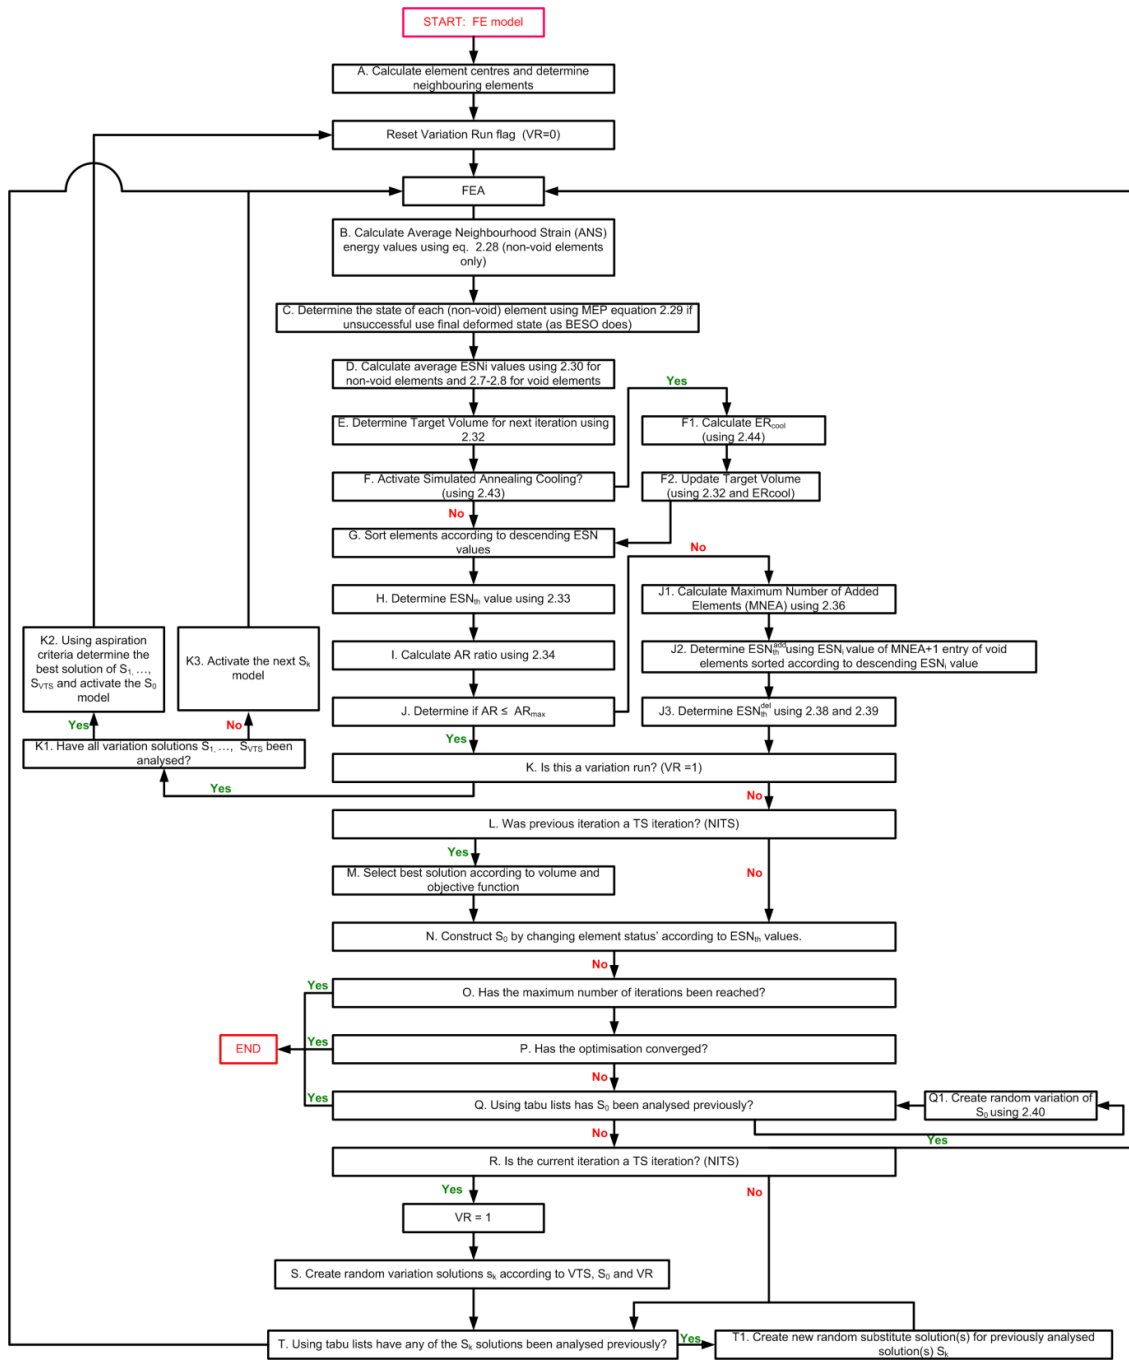 START: FE model
A. Calculate element centres and determine
neighbouring elements
Reset Variation Run flag (VR=0)
FEA
B. Calculate Average Neighbourhood Strain (ANS)
energy values using eq. 2.28 (non-void elements
only)
C. Determine the state of each (non-void) element using MEP equation 2.29 if
unsuccessful use final deformed state (as BESO does)
D. Calculate average ESNi values using 2.30 for
non-void elements and 2.7-2.8 for void elements
Yes
E. Determine Target Volume for next iteration using
2.32
F1. Calculate ERcool
(using 2.44)
F. Activate Simulated Annealing Cooling?
(using 2.43)
F2. Update Target Volume
(using 2.32 and ERcool)
No
G. Sort elements according to descending ESN
values
No
H. Determine ESNth value using 2.33
J1. Calculate Maximum Number of Added
Elements (MNEA) using 2.36
K2. Using aspiration
criteria determine the
best solution of S1, …,
SVTS and activate the S0
model
K3. Activate the next Sk
model
I. Calculate AR ratio using 2.34
J2. Determine ESNth^add using ESNi value of MNEA+1 entry of void
elements sorted according to descending ESNi value
J. Determine if AR ≤ ARmax
J3. Determine ESNth^del using 2.38 and 2.39
Yes
No
Yes
K1. Have all variation solutions S1, …, SVTS been
analysed?
K. Is this a variation run? (VR =1)
Yes
No
L. Was previous iteration a TS iteration? (NITS)
Yes
No
M. Select best solution according to volume and
objective function
N. Construct S0 by changing element status’ according to ESNth values.
No
Yes
O. Has the maximum number of iterations been reached?
END
Yes
P. Has the optimisation converged?
No
Yes
Q. Using tabu lists has S0 been analysed previously?
Q1. Create random variation of
S0 using 2.40
No
Yes
R. Is the current iteration a TS iteration? (NITS)
Yes
No
VR = 1
S. Create random variation solutions sk according to VTS, S0 and VR
T. Using tabu lists have any of the Sk solutions been analysed previously?
Yes
T1. Create new random substitute solution(s) for previously analysed
solution(s) Sk